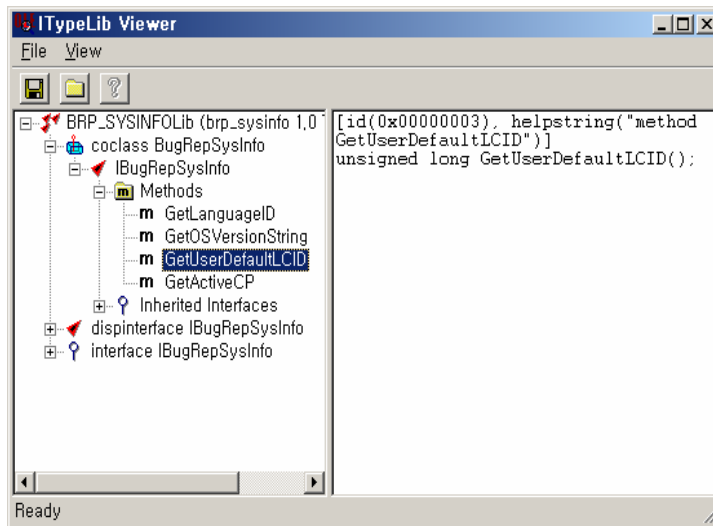 ITypeLib Viewer
File View
BRP_SYSINFOLib (brp_sysinfo 1,0
coclass BugRepSysInfo
IBugRepSysInfo
m Methods
m GetLanguageID
m GetOSVersionString
m GetUserDefaultLCID
m GetActiveCP
Inherited Interfaces
dispinterface IBugRepSysInfo
interface IBugRepSysInfo
[id(0x00000003), helpstring("method
GetUserDefaultLCID")]
unsigned long GetUserDefaultLCID();
Ready